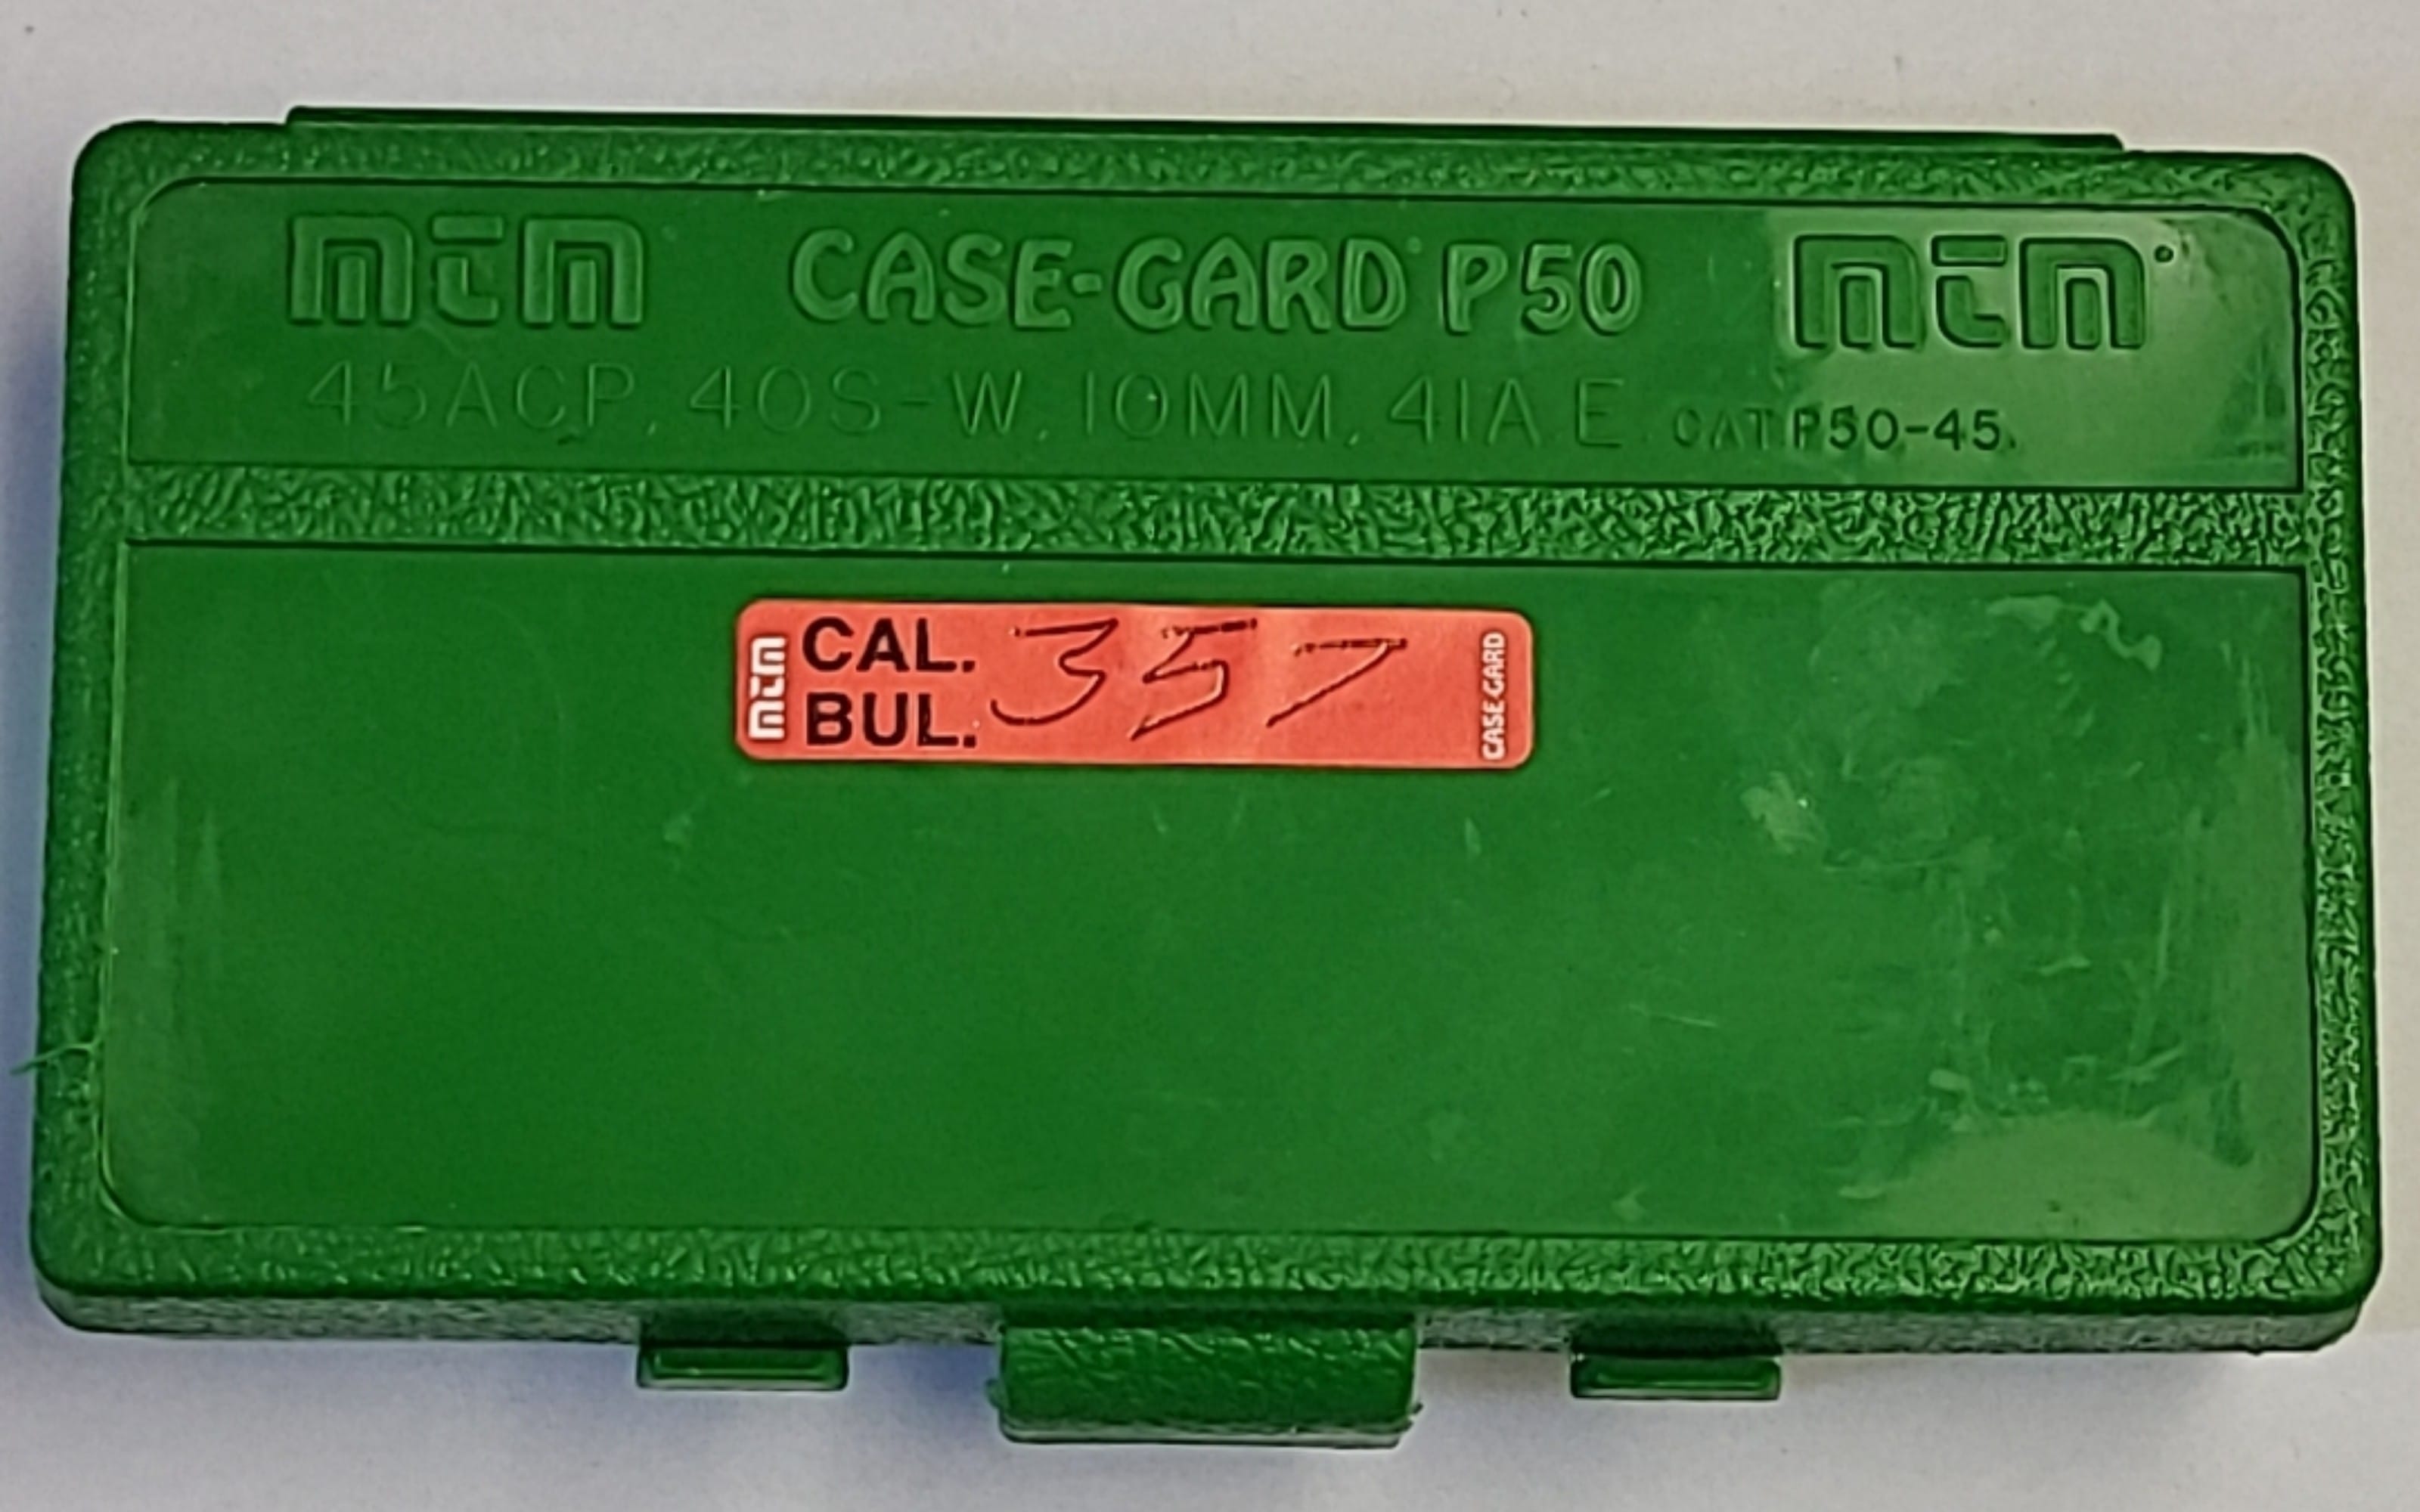 mtm CASE-GARD P50 mtm
45ACP, 40S-W, 10MM, 41A.E. CAT P50-45.
mtm CAL. 357 CASE-GARD
BUL.